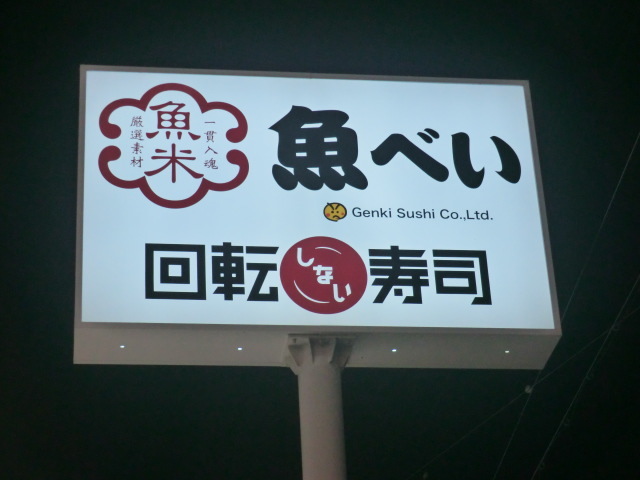 魚米
一貫入魂
厳選素材
魚べい
Genki Sushi Co.,Ltd.
回転しない寿司